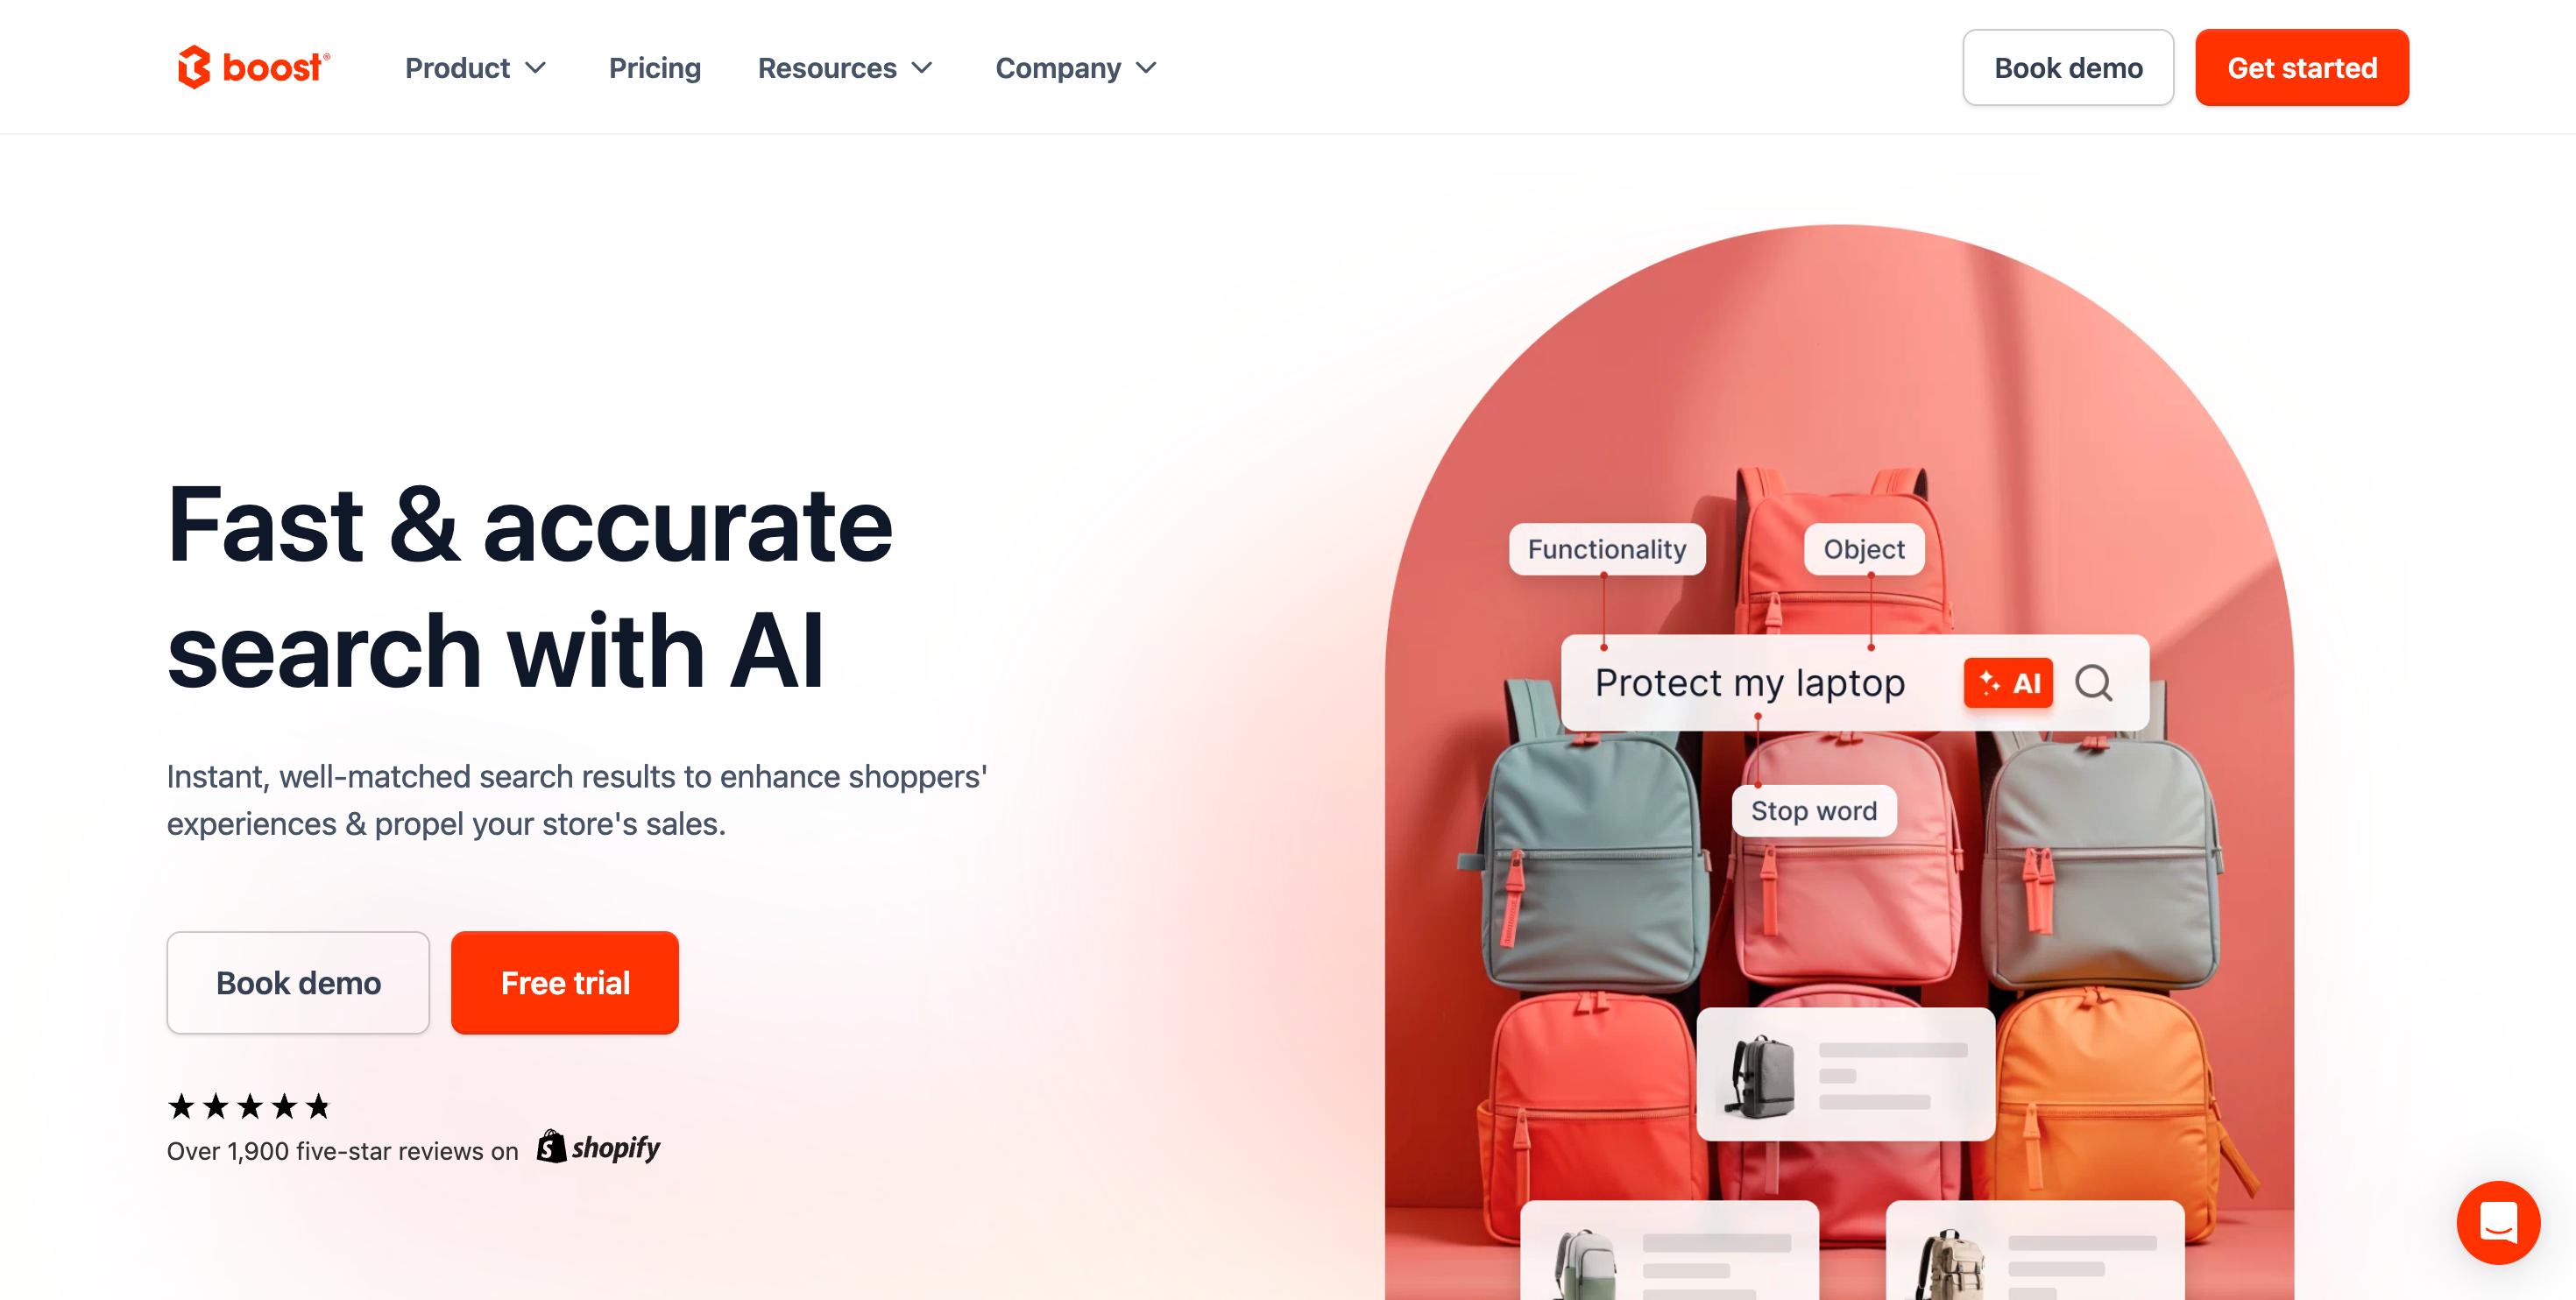 boost®
Product
Pricing
Resources
Company
Book demo
Get started
Fast & accurate
search with AI
Instant, well-matched search results to enhance shoppers'
experiences & propel your store's sales.
Book demo
Free trial
Over 1,900 five-star reviews on shopify
Functionality
Object
Protect my laptop
AI
Stop word